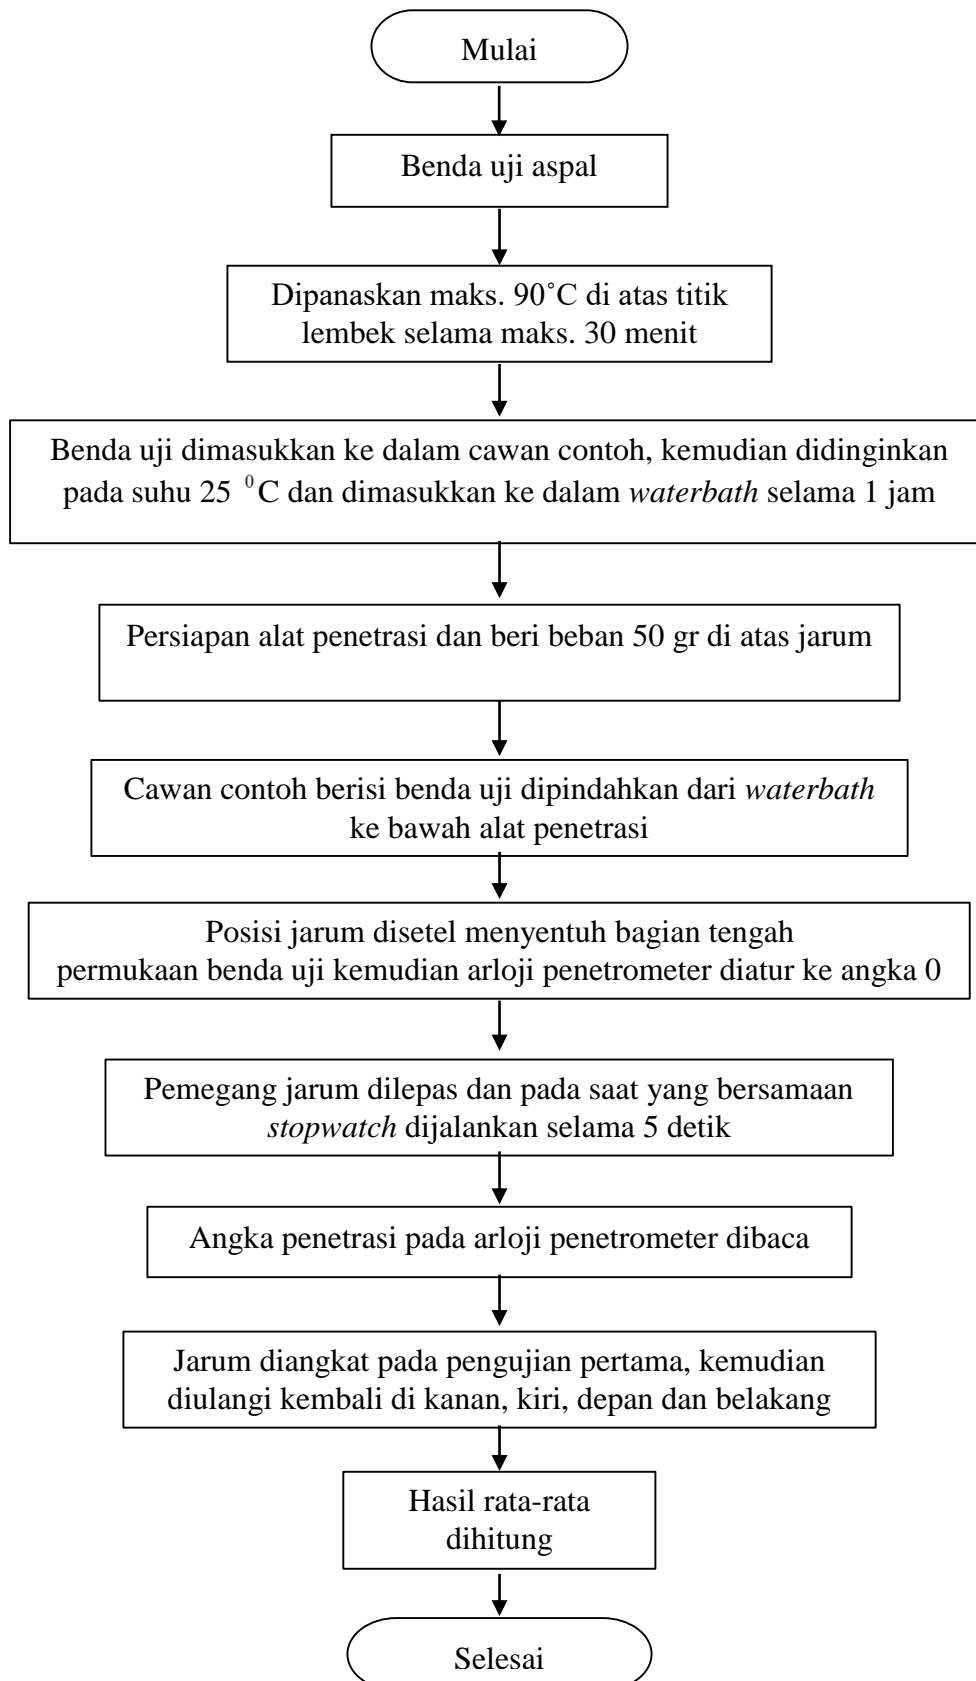 Mulai
Benda uji aspal
Dipanaskan maks. 90˚C di atas titik
lembek selama maks. 30 menit
Benda uji dimasukkan ke dalam cawan contoh, kemudian didinginkan
pada suhu 25 ⁰C dan dimasukkan ke dalam waterbath selama 1 jam
Persiapan alat penetrasi dan beri beban 50 gr di atas jarum
Cawan contoh berisi benda uji dipindahkan dari waterbath
ke bawah alat penetrasi
Posisi jarum disetel menyentuh bagian tengah
permukaan benda uji kemudian arloji penetrometer diatur ke angka 0
Pemegang jarum dilepas dan pada saat yang bersamaan
stopwatch dijalankan selama 5 detik
Angka penetrasi pada arloji penetrometer dibaca
Jarum diangkat pada pengujian pertama, kemudian
diulangi kembali di kanan, kiri, depan dan belakang
Hasil rata-rata
dihitung
Selesai